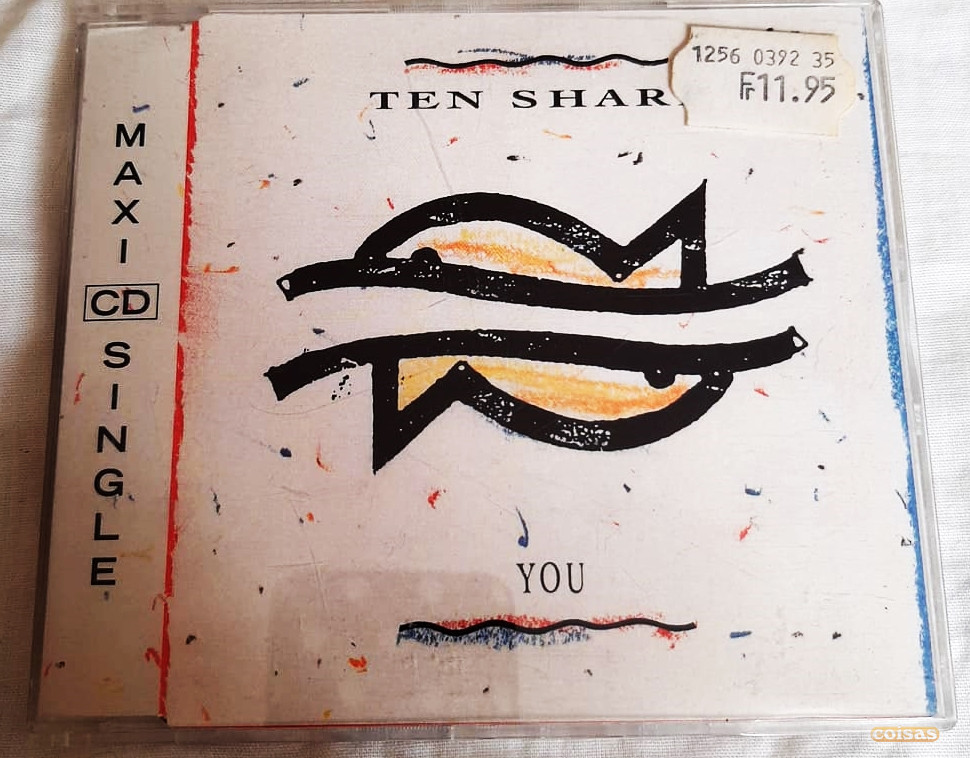 MAXI
CD
SINGLE
TEN SHAR
1256 0392 35
Fr11.95
YOU
coisas